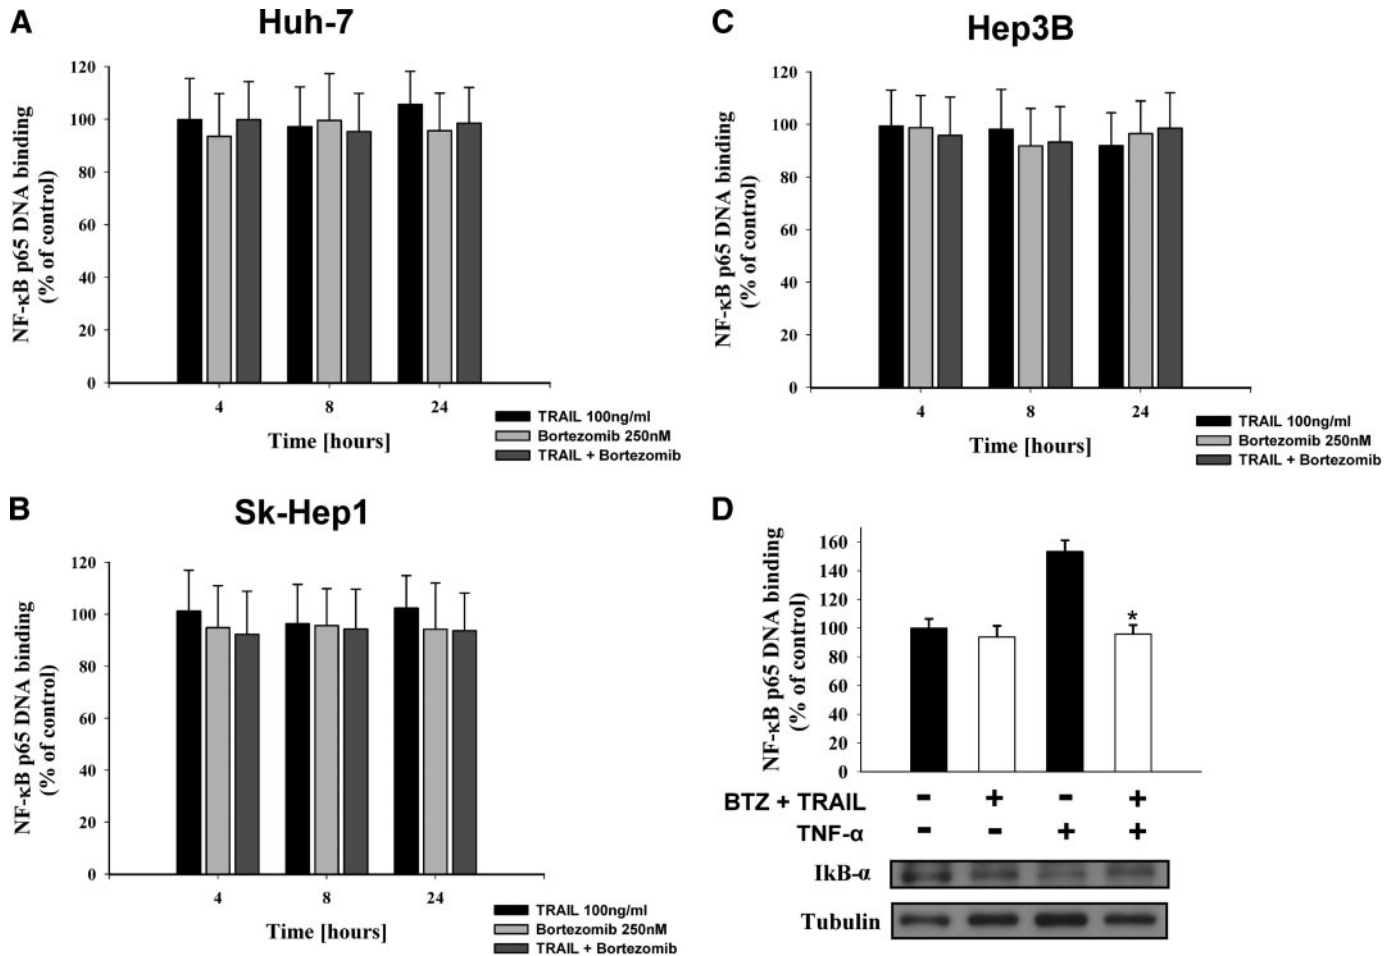 A
Huh-7
NF-κB p65 DNA binding
(% of control)
120
100
80
60
40
20
0
4 8 24
Time [hours]
TRAIL 100ng/ml
Bortezomib 250nM
TRAIL + Bortezomib
B
Sk-Hep1
NF-κB p65 DNA binding
(% of control)
120
100
80
60
40
20
0
4 8 24
Time [hours]
TRAIL 100ng/ml
Bortezomib 250nM
TRAIL + Bortezomib
C
Hep3B
NF-κB p65 DNA binding
(% of control)
120
100
80
60
40
20
0
4 8 24
Time [hours]
TRAIL 100ng/ml
Bortezomib 250nM
TRAIL + Bortezomib
D
NF-κB p65 DNA binding
(% of control)
160
140
120
100
80
60
40
20
0
*
BTZ + TRAIL - + - +
TNF-α - - + +
IkB-α
Tubulin